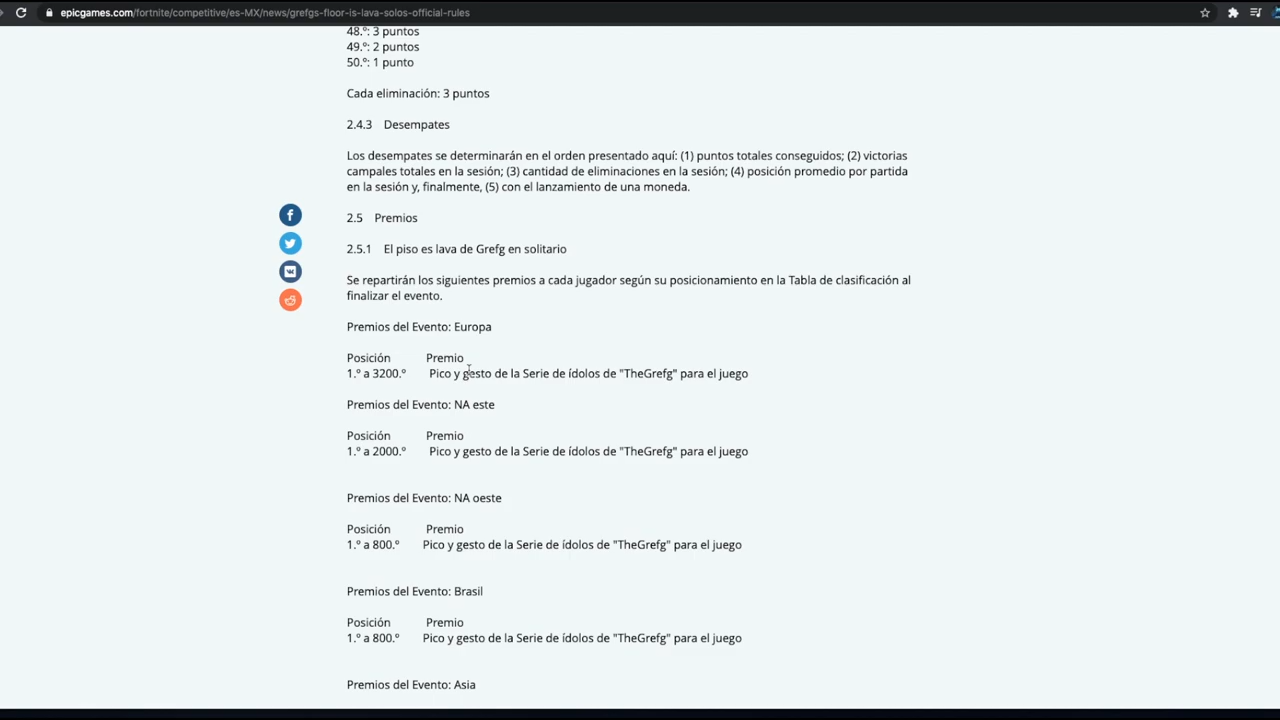 epicgames.com/fortnite/competitive/es-MX/news/grefgs-floor-is-lava-solos-official-rules
48.º: 3 puntos
49.º: 2 puntos
50.º: 1 punto
Cada eliminación: 3 puntos
2.4.3 Desempates
Los desempates se determinarán en el orden presentado aquí: (1) puntos totales conseguidos; (2) victorias
campales totales en la sesión; (3) cantidad de eliminaciones en la sesión; (4) posición promedio por partida
en la sesión y, finalmente, (5) con el lanzamiento de una moneda.
2.5 Premios
2.5.1 El piso es lava de Grefg en solitario
Se repartirán los siguientes premios a cada jugador según su posicionamiento en la Tabla de clasificación al
finalizar el evento.
Premios del Evento: Europa
Posición Premio
1.º a 3200.º Pico y gesto de la Serie de ídolos de "TheGrefg" para el juego
Premios del Evento: NA este
Posición Premio
1.º a 2000.º Pico y gesto de la Serie de ídolos de "TheGrefg" para el juego
Premios del Evento: NA oeste
Posición Premio
1.º a 800.º Pico y gesto de la Serie de ídolos de "TheGrefg" para el juego
Premios del Evento: Brasil
Posición Premio
1.º a 800.º Pico y gesto de la Serie de ídolos de "TheGrefg" para el juego
Premios del Evento: Asia